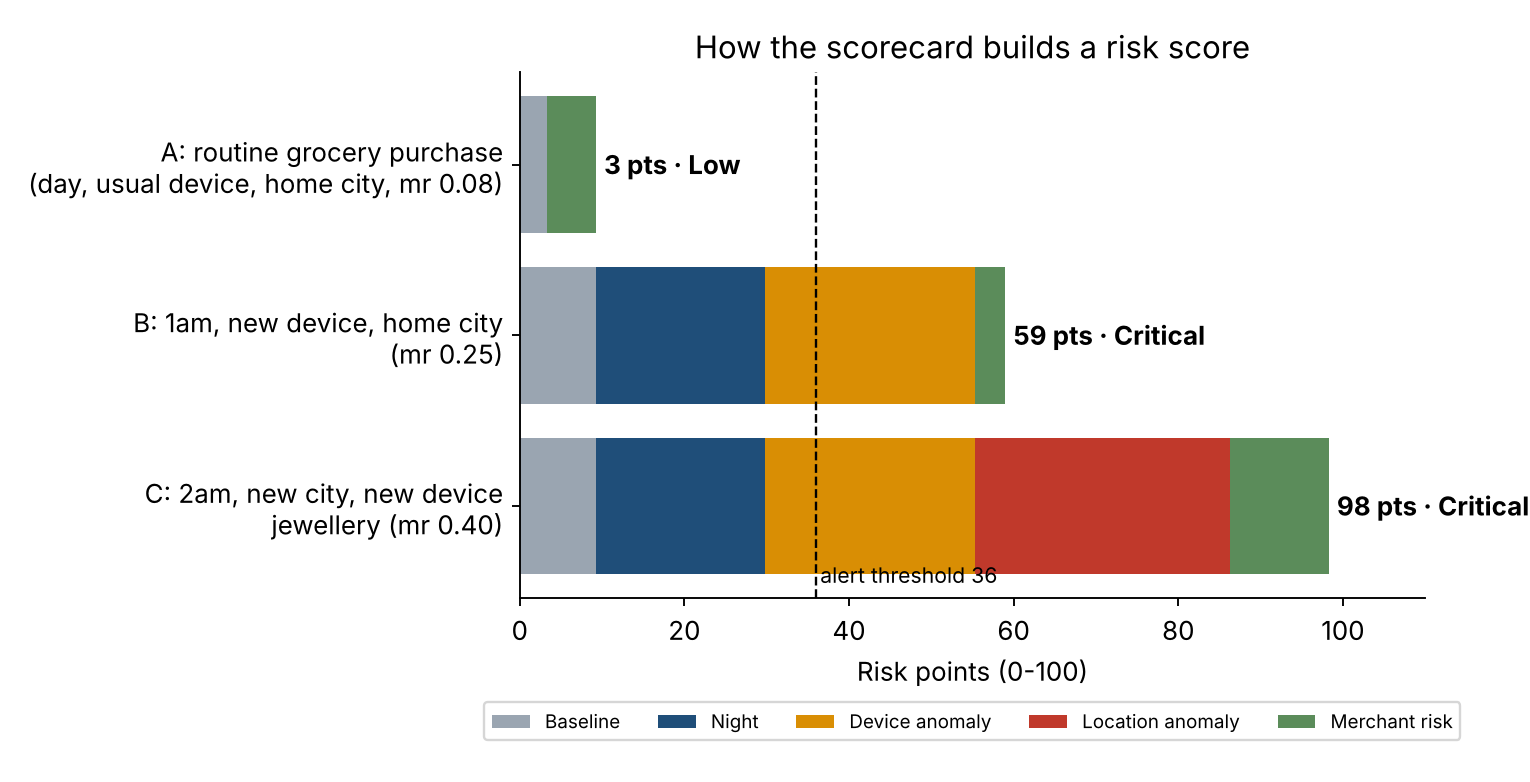 How the scorecard builds a risk score
A: routine grocery purchase
(day, usual device, home city, mr 0.08)
3 pts · Low
B: 1am, new device, home city
(mr 0.25)
59 pts · Critical
C: 2am, new city, new device
jewellery (mr 0.40)
98 pts · Critical
alert threshold 36
0 20 40 60 80 100
Risk points (0-100)
Baseline Night Device anomaly Location anomaly Merchant risk